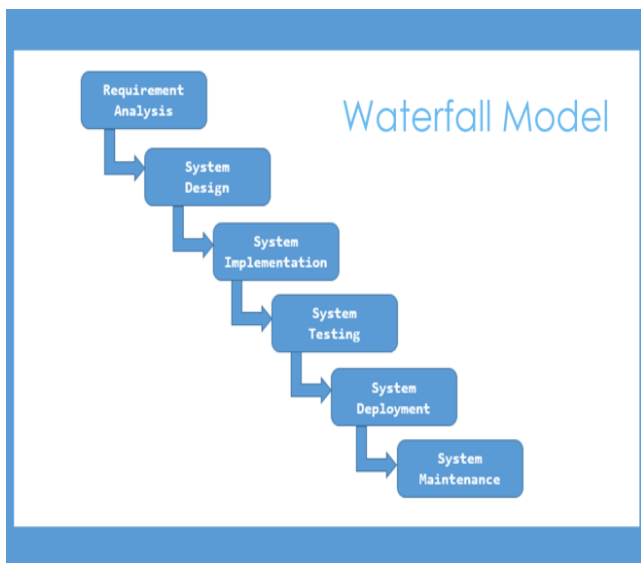 Waterfall Model
Requirement
Analysis
System
Design
System
Implementation
System
Testing
System
Deployment
System
Maintenance